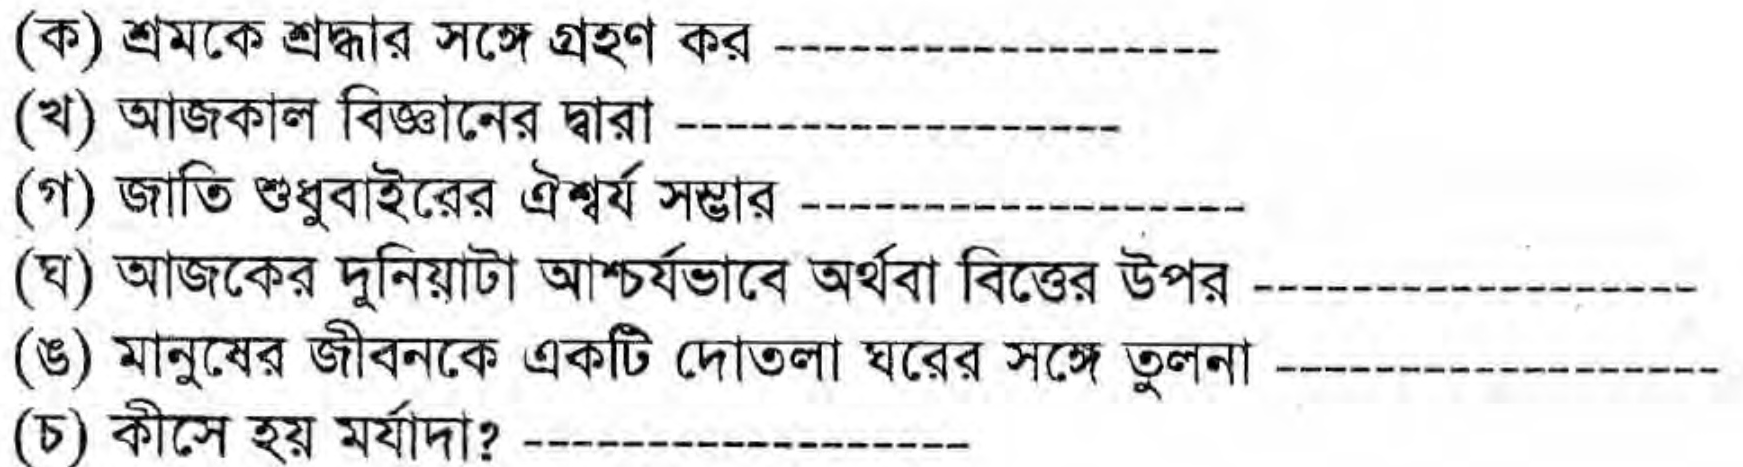 (ক) শ্রমকে শ্রদ্ধার সঙ্গে গ্রহণ কর ------------------
(খ) আজকাল বিজ্ঞানের দ্বারা ------------------
(গ) জাতি শুধুবাইরের ঐশ্বর্য সম্ভার ------------------
(ঘ) আজকের দুনিয়াটা আশ্চর্যভাবে অর্থবা বিত্তের উপর ------------------
(ঙ) মানুষের জীবনকে একটি দোতলা ঘরের সঙ্গে তুলনা ------------------
(চ) কীসে হয় মর্যাদা? ------------------